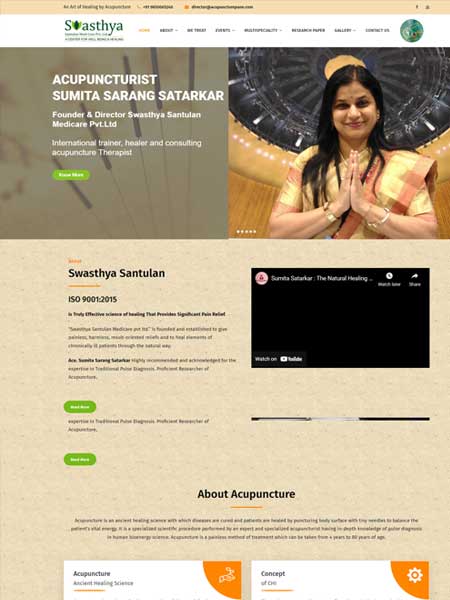 An Art of Healing by Acupuncture
director@acupuncturepune.com
Swasthya
Santulan Medi Care Pvt. Ltd.
A CENTER FOR WELL BEING & HEALING
HOME
ABOUT
WE TREAT
EVENTS
MULTISPECIALITY
RESEARCH PAPER
GALLERY
CONTACT US
ACUPUNCTURIST
SUMITA SARANG SATARKAR
Founder & Director Swasthya Santulan
Medicare Pvt.Ltd
International trainer, healer and consulting
acupuncture Therapist
Know More
About
Swasthya Santulan
ISO 9001:2015
is Truly Effective science of healing That Provides Significant Pain Relief
"Swasthya Santulan Medicare pvt ltd." is founded and established to give
painless, harmless, result-oriented reliefs and to heal elements of
chronically ill patients through the natural way.
Acu. Sumita Sarang Satarkar Highly recommended and acknowledged for the
expertise in Traditional Pulse Diagnosis. Proficient Researcher of
Acupuncture,
Read More
expertise in Traditional Pulse Diagnosis. Proficient Researcher of
Acupuncture,
Read More
Sumita Satarkar : The Natural Healing ...
Watch later
Share
Watch on YouTube
About Acupuncture
Acupuncture is an ancient healing science with which diseases are cured and patients are healed by puncturing body surface with tiny needles to balance the
patient's vital energy. It is a specialized scientific procedure performed by an expert and specialized acupuncturist having in-depth knowledge of pulse diagnosis
in human bioenergy science. Acupuncture is a painless method of treatment which can be taken from 4 years to 80 years of age.
Acupuncture
Ancient Healing Science
Concept
of CHI